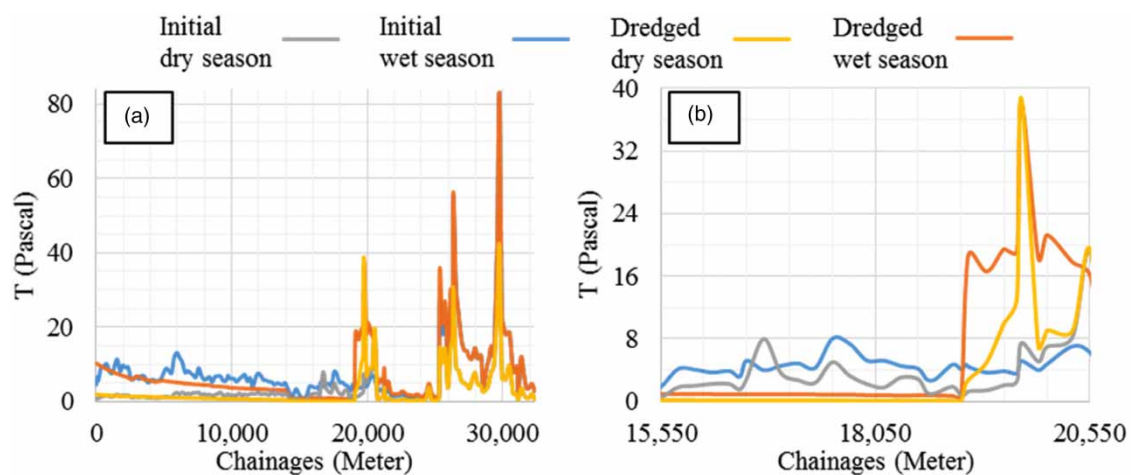 Initial dry season
Initial wet season
Dredged dry season
Dredged wet season
(a)
T (Pascal)
80
60
40
20
0
0 10,000 20,000 30,000
Chainages (Meter)
(b)
T (Pascal)
40
32
24
16
8
0
15,550 18,050 20,550
Chainages (Meter)